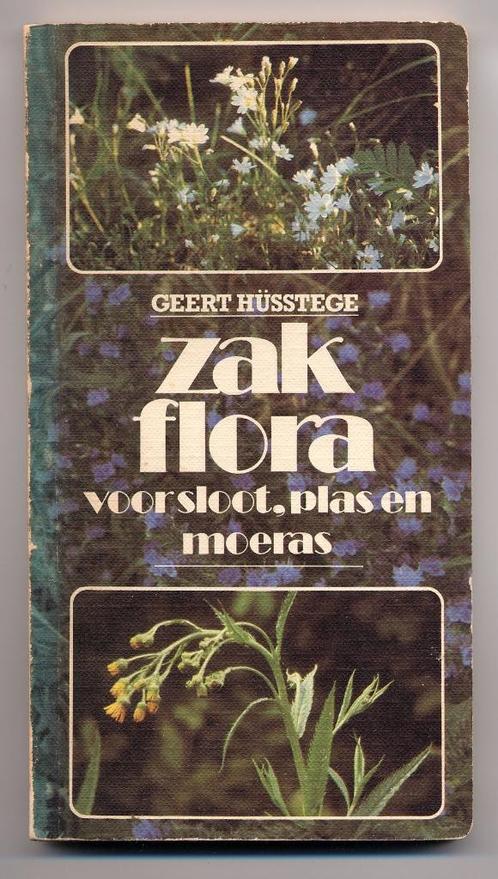 GEERT HÜSSTEGE
zak
flora
voor sloot, plas en
moeras